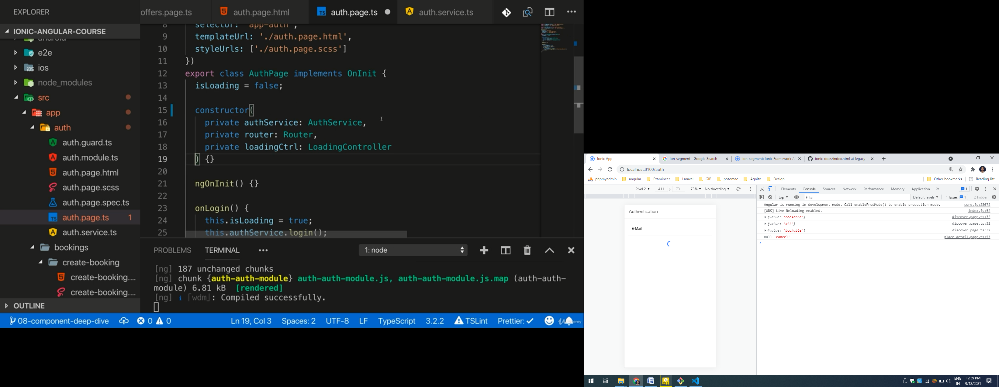 EXPLORER
offers.page.ts
auth.page.html
TS auth.page.ts
auth.service.ts
IONIC-ANGULAR-COURSE
android
e2e
ios
node_modules
src
app
auth
auth.guard.ts
auth.module.ts
auth.page.html
auth.page.scss
auth.page.spec.ts
TS auth.page.ts 1
auth.service.ts
bookings
create-booking
create-booking....
create-booking....
OUTLINE
8 selector: 'app-auth',
9 templateUrl: './auth.page.html',
10 styleUrls: ['./auth.page.scss']
11 })
12 export class AuthPage implements OnInit {
13 isLoading = false;
14
15 constructor(
16 private authService: AuthService,
17 private router: Router,
18 private loadingCtrl: LoadingController
19 ) {}
20
21 ngOnInit() {}
22
23 onLogin() {
24 this.isLoading = true;
25 this.authService.login();
PROBLEMS TERMINAL ••• 1: node
[ng] 187 unchanged chunks
[ng] chunk {auth-auth-module} auth-auth-module.js, auth-auth-module.js.map (auth-auth-
module) 6.81 kB [rendered]
[ng] i ｢wdm｣: Compiled successfully.
08-component-deep-dive 0 0 Ln 19, Col 3 Spaces: 2 UTF-8 LF TypeScript 3.2.2 TSLint Prettier: ✓
Ionic App
ion-segment - Google Search
ion-segment: Ionic Framework A
ionic-docs/index.html at legacy
localhost:8100/auth
phpmyadmin angular Examineer Laravel GIP potomac Agnito Design Other bookmarks Reading list
Pixel 2 411 x 731 73% No throttling
Elements Console Sources Network Performance Memory Application » 1
top Filter Default levels 1 Issue: 1 2 hidden
Angular is running in development mode. Call enableProdMode() to enable production mode. core.js:28072
[WDS] Live Reloading enabled. index.js:52
{value: 'bookable'} discover.page.ts:32
{value: 'all'} discover.page.ts:32
{value: 'bookable'} discover.page.ts:32
null 'cancel' place-detail.page.ts:53
Authentication
E-Mail
ENG
IN
12:59 PM
9/12/2021